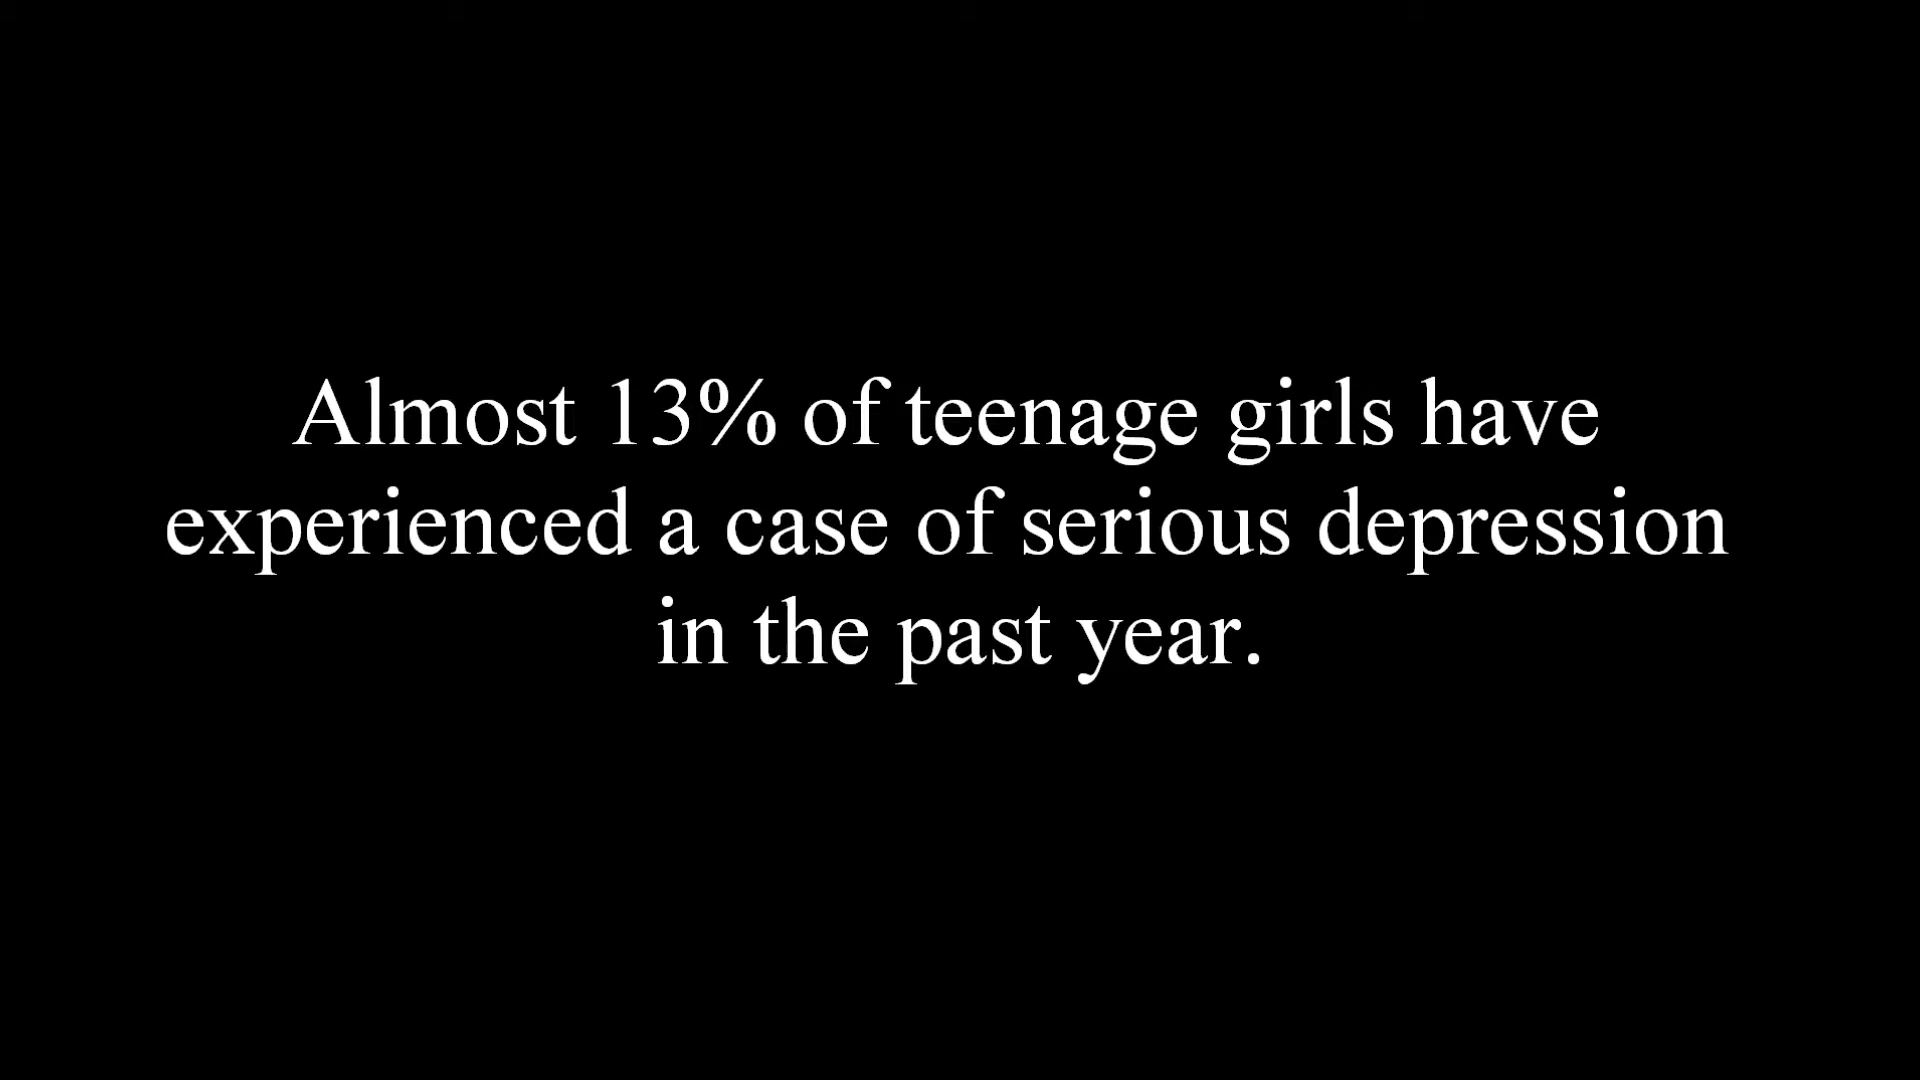 Almost 13% of teenage girls have
experienced a case of serious depression
in the past year.